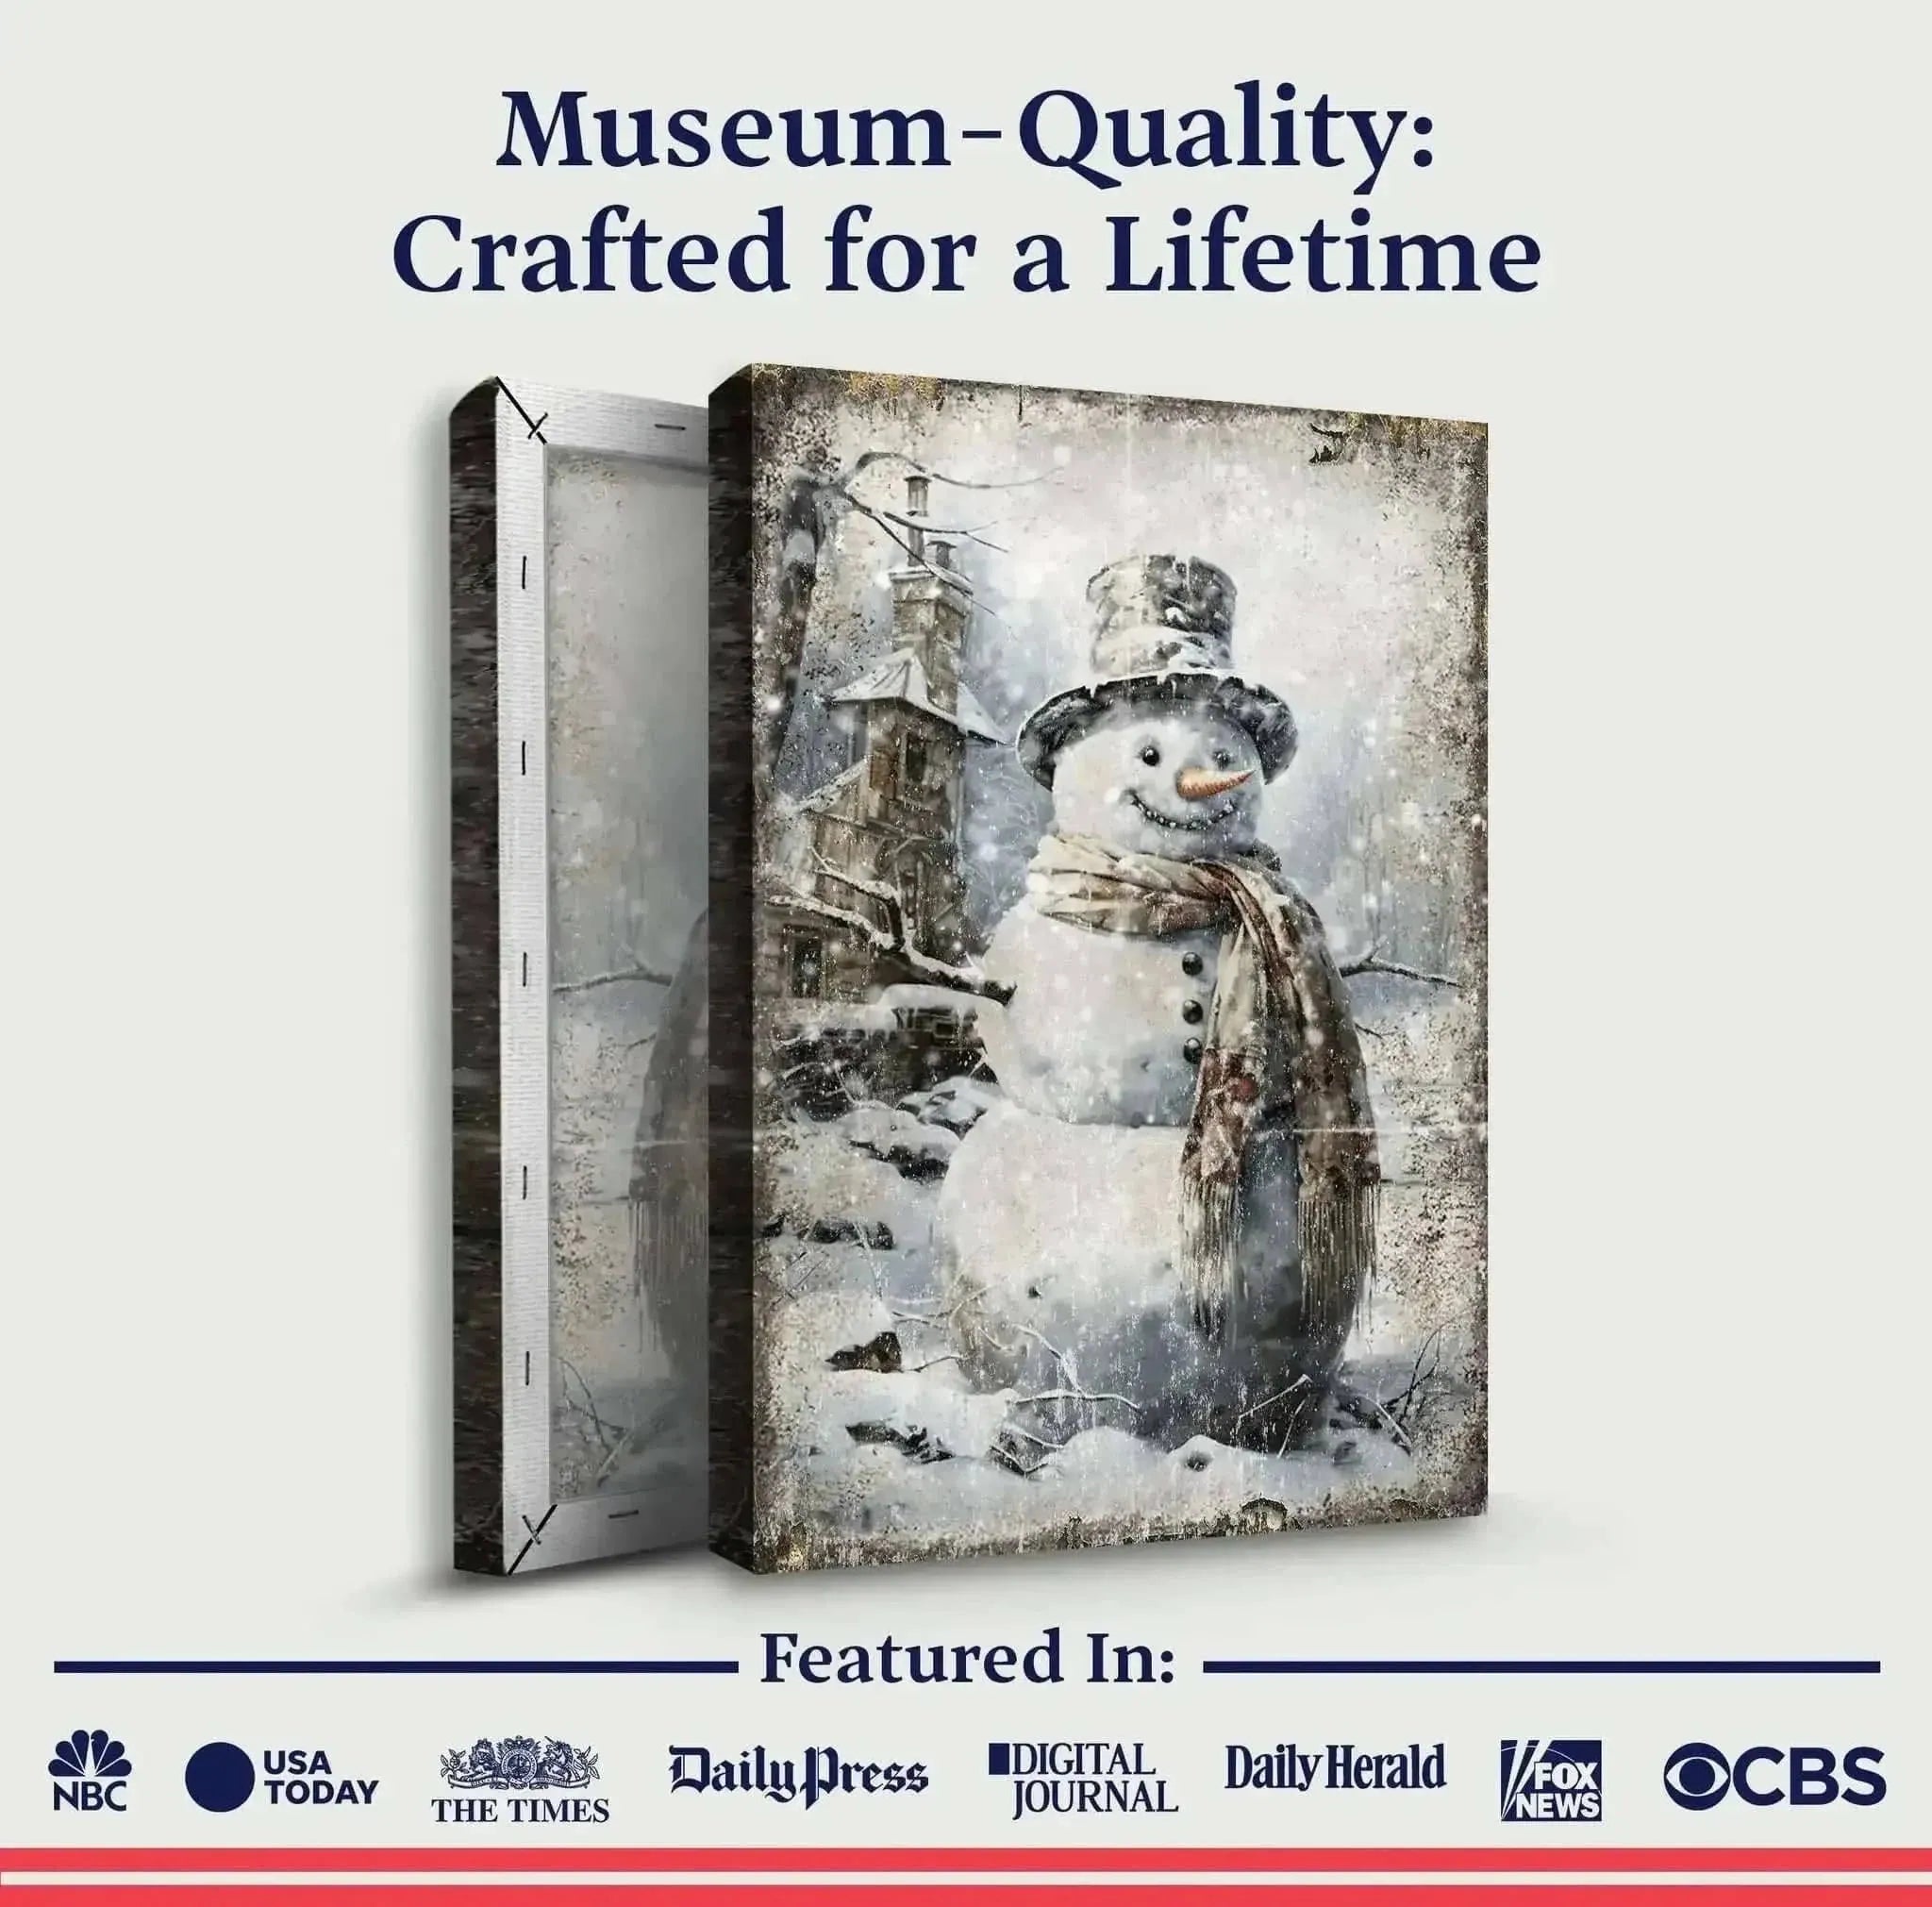 Museum-Quality:
Crafted for a Lifetime
Featured In:
NBC
USA
TODAY
THE TIMES
Daily Press
DIGITAL
JOURNAL
Daily Herald
FOX
NEWS
CBS